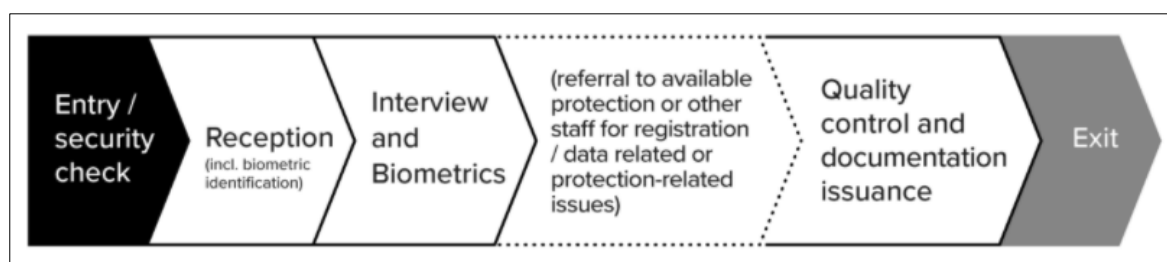 Entry /
security
check
Reception
(incl. biometric
identification)
Interview
and
Biometrics
(referral to available
protection or other
staff for registration
/ data related or
protection-related
issues)
Quality
control and
documentation
issuance
Exit